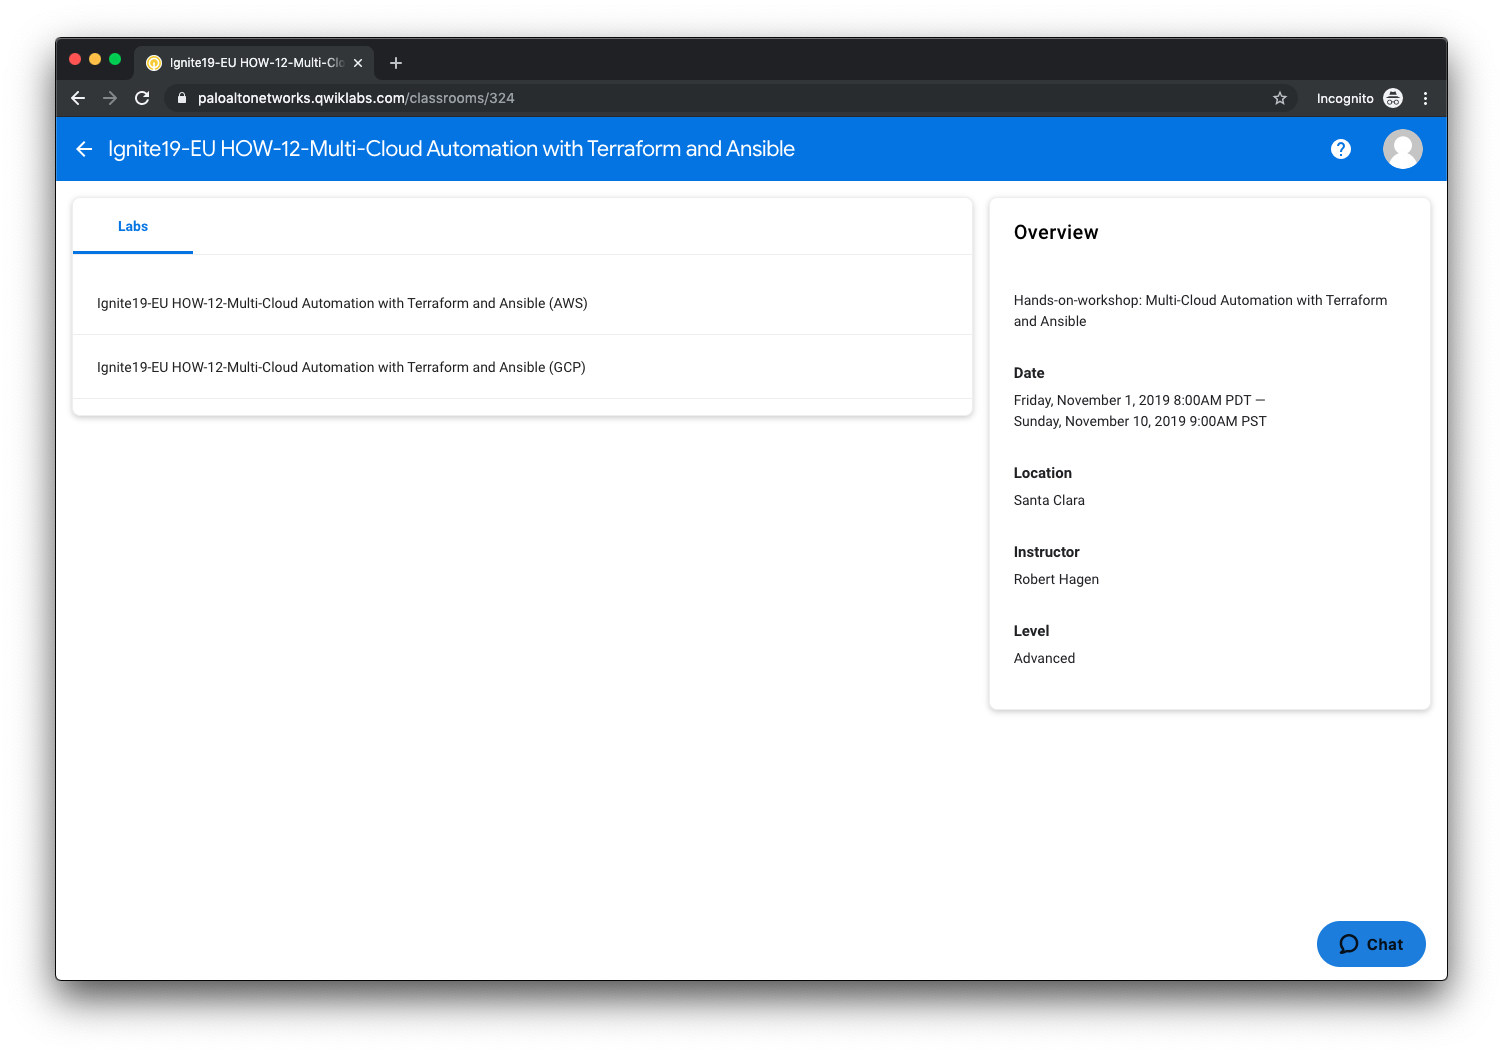 Ignite19-EU HOW-12-Multi-Clo
paloaltonetworks.qwiklabs.com/classrooms/324
Incognito
Ignite19-EU HOW-12-Multi-Cloud Automation with Terraform and Ansible
?
Labs
Ignite19-EU HOW-12-Multi-Cloud Automation with Terraform and Ansible (AWS)
Ignite19-EU HOW-12-Multi-Cloud Automation with Terraform and Ansible (GCP)
Overview
Hands-on-workshop: Multi-Cloud Automation with Terraform
and Ansible
Date
Friday, November 1, 2019 8:00AM PDT —
Sunday, November 10, 2019 9:00AM PST
Location
Santa Clara
Instructor
Robert Hagen
Level
Advanced
Chat